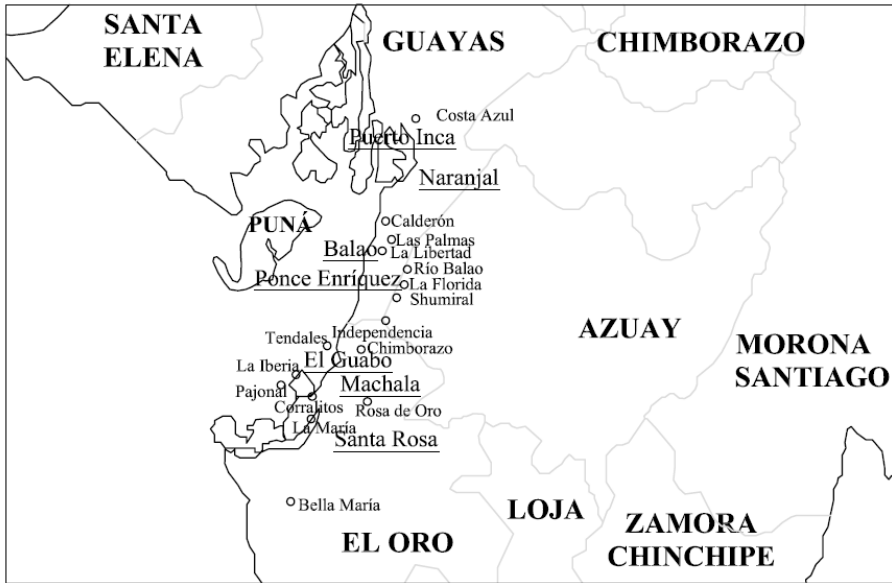 SANTA
ELENA
GUAYAS
CHIMBORAZO
Costa Azul
Puerto Inca
Naranjal
PUNÁ
Calderón
Las Palmas
Balao
La Libertad
Río Balao
Ponce Enríquez
La Florida
Shumiral
AZUAY
Independencia
Tendales
Chimborazo
MORONA
SANTIAGO
El Guabo
La Iberia
Machala
Pajonal
Corralitos
Rosa de Oro
La María
Santa Rosa
Bella María
LOJA
ZAMORA
CHINCHIPE
EL ORO